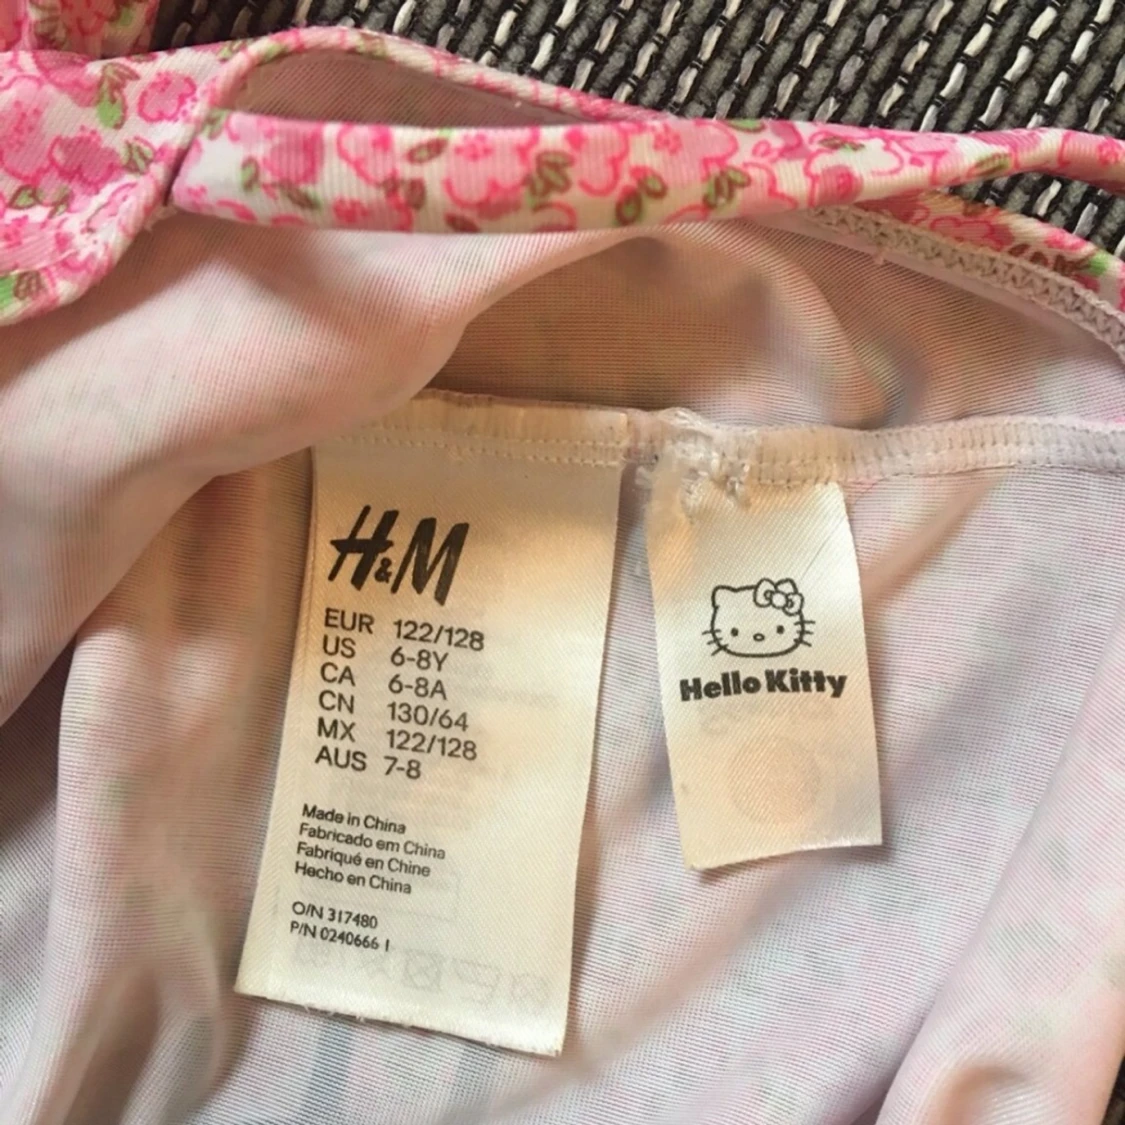 H&M
EUR 122/128
US 6-8Y
CA 6-8A
CN 130/64
MX 122/128
AUS 7-8
Made in China
Fabricado em China
Fabriqué en Chine
Hecho en China
O/N 317480
P/N 0240666 1
Hello Kitty